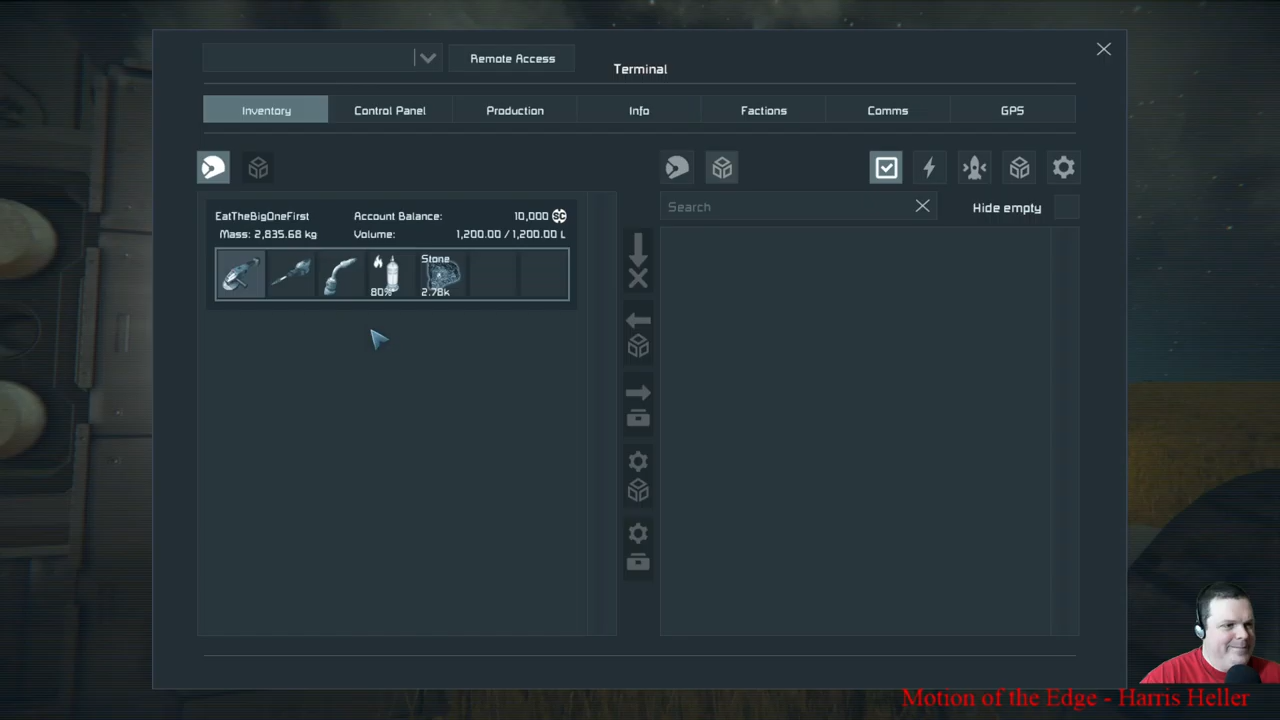 Remote Access
Terminal
Inventory
Control Panel
Production
Info
Factions
Comms
GPS
EatTheBigOneFirst
Account Balance:
10,000 SC
Mass: 2,835.68 kg
Volume:
1,200.00 / 1,200.00 L
80%
Stone
2.78k
Search
Hide empty
Motion of the Edge - Harris Heller